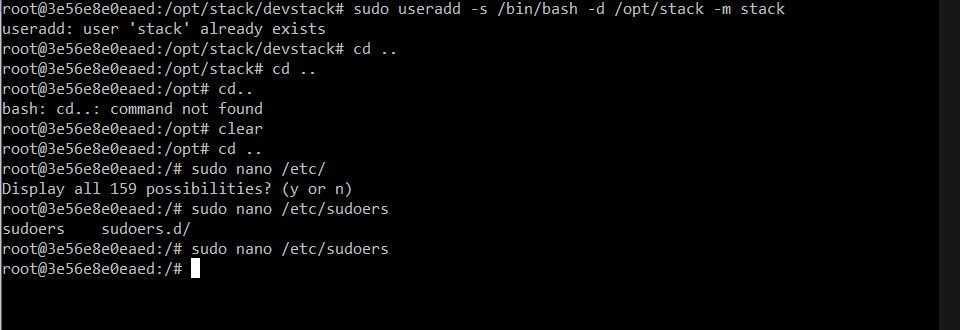 root@3e56e8e0eaed:/opt/stack/devstack# sudo useradd -s /bin/bash -d /opt/stack -m stack
useradd: user 'stack' already exists
root@3e56e8e0eaed:/opt/stack/devstack# cd ..
root@3e56e8e0eaed:/opt/stack# cd ..
root@3e56e8e0eaed:/opt# cd..
bash: cd..: command not found
root@3e56e8e0eaed:/opt# clear
root@3e56e8e0eaed:/opt# cd ..
root@3e56e8e0eaed:/# sudo nano /etc/
Display all 159 possibilities? (y or n)
root@3e56e8e0eaed:/# sudo nano /etc/sudoers
sudoers    sudoers.d/
root@3e56e8e0eaed:/# sudo nano /etc/sudoers
root@3e56e8e0eaed:/#